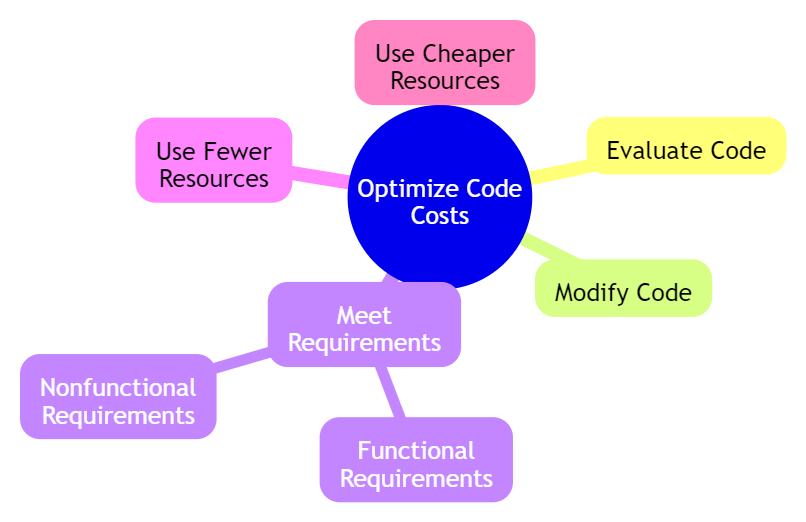 Use Cheaper
Resources
Use Fewer
Resources
Evaluate Code
Optimize Code
Costs
Modify Code
Meet
Requirements
Nonfunctional
Requirements
Functional
Requirements